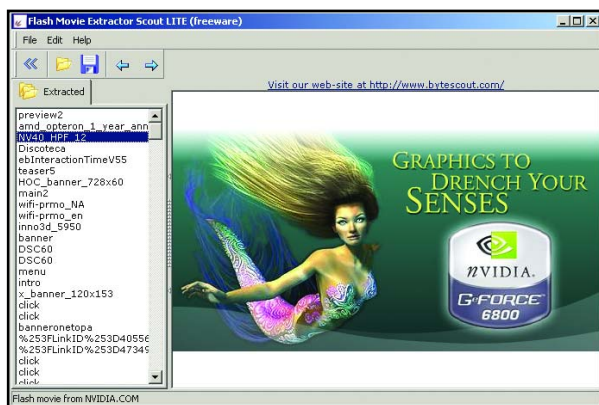 Flash Movie Extractor Scout LITE (freeware)
File Edit Help
Visit our web-site at http://www.bytescout.com/
Extracted
preview2
amd_opteron_1_year_ann
NV40_HPF_12
Discoteca
ebInteractionTimeV55
teaser5
HOC_banner_728x60
main2
wifi-prmo_NA
wifi-prmo_en
inno3d_5950
banner
DSC60
DSC60
menu
intro
x_banner_120x153
click
click
banneronetopa
%253FLinkID%253D40556
%253FLinkID%253D47349
click
click
click
GRAPHICS TO
DRENCH YOUR
SENSES
NVIDIA.
GEFORCE
6800
Flash movie from NVIDIA.COM